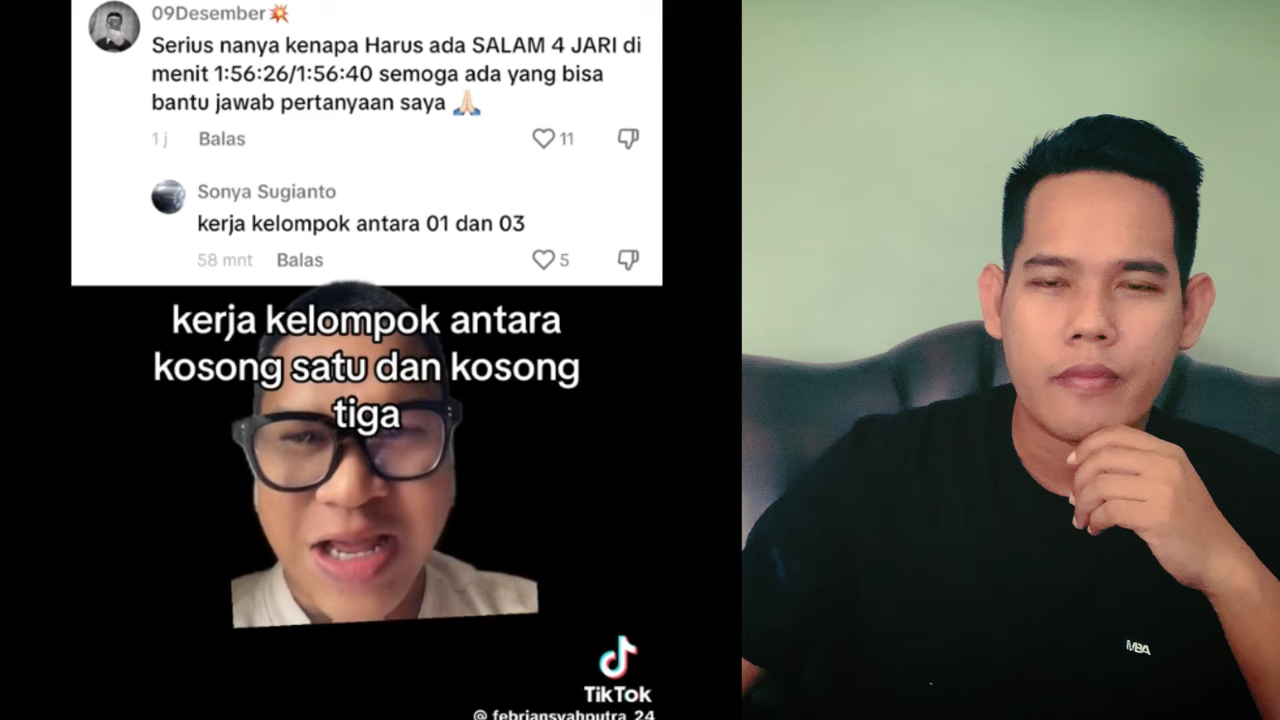 09Desember💥
Serius nanya kenapa Harus ada SALAM 4 JARI di
menit 1:56:26/1:56:40 semoga ada yang bisa
bantu jawab pertanyaan saya 🙏🏻
1 j Balas 11
Sonya Sugianto
kerja kelompok antara 01 dan 03
58 mnt Balas 5
kerja kelompok antara
kosong satu dan kosong
tiga
TikTok
@ febriansyahputra_24
MBA